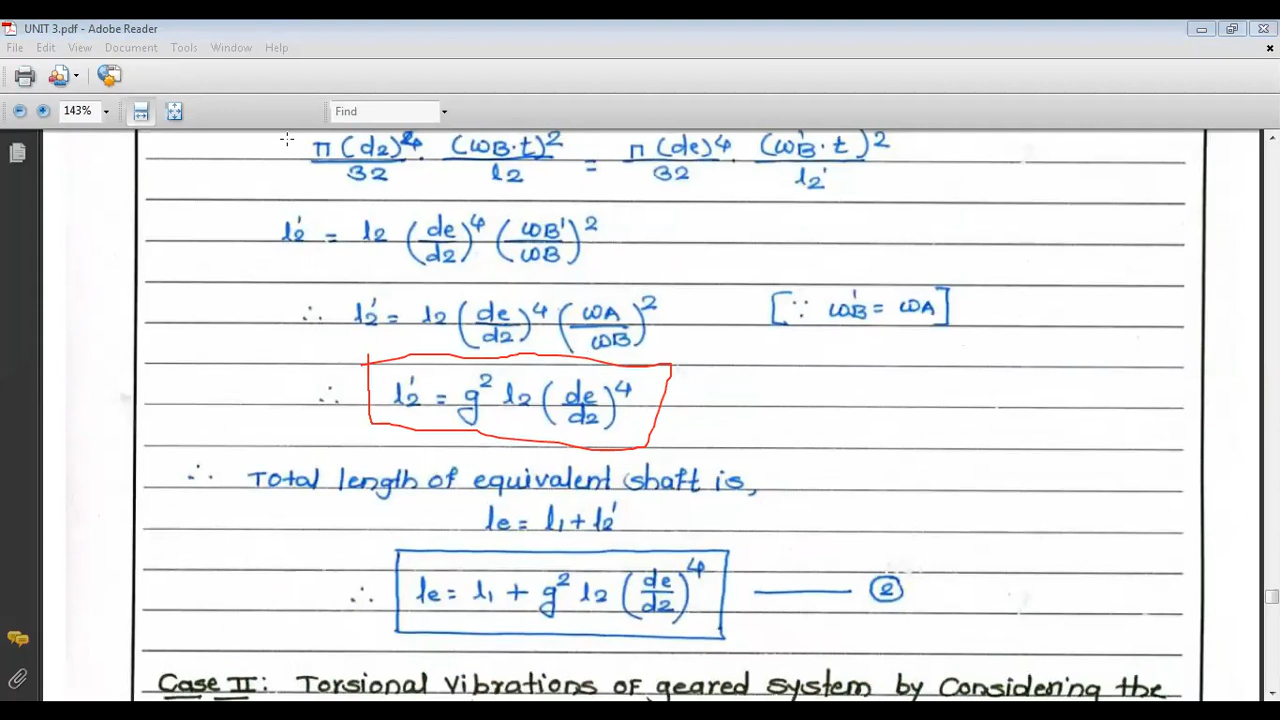 UNIT 3.pdf - Adobe Reader
File Edit View Document Tools Window Help
143% Find
π(d2)^4/32 · (ωB·t)^2/l2 = π(de)^4/32 · (ωB'·t)^2/l2'
l2' = l2 (de/d2)^4 (ωB'/ωB)^2
∴ l2' = l2 (de/d2)^4 (ωA/ωB)^2 [∵ ωB' = ωA]
∴ l2' = g^2 l2 (de/d2)^4
∴ Total length of equivalent shaft is,
le = l1 + l2'
∴ le = l1 + g^2 l2 (de/d2)^4 —— ②
Case II: Torsional Vibrations of geared system by Considering the